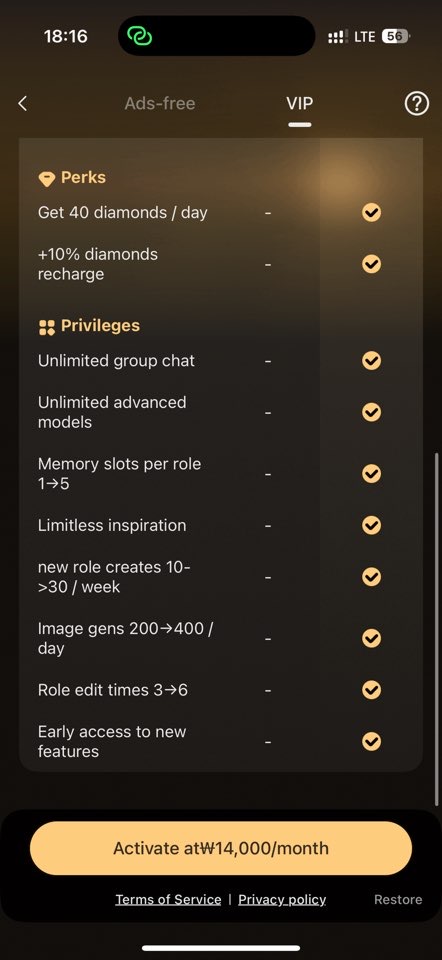 18:16
LTE
56
Ads-free
VIP
Perks
Get 40 diamonds / day
-
+10% diamonds
recharge
-
Privileges
Unlimited group chat
-
Unlimited advanced
models
-
Memory slots per role
1→5
-
Limitless inspiration
-
new role creates 10-
>30 / week
-
Image gens 200→400 /
day
-
Role edit times 3→6
-
Early access to new
features
-
Activate at₩14,000/month
Terms of Service | Privacy policy
Restore